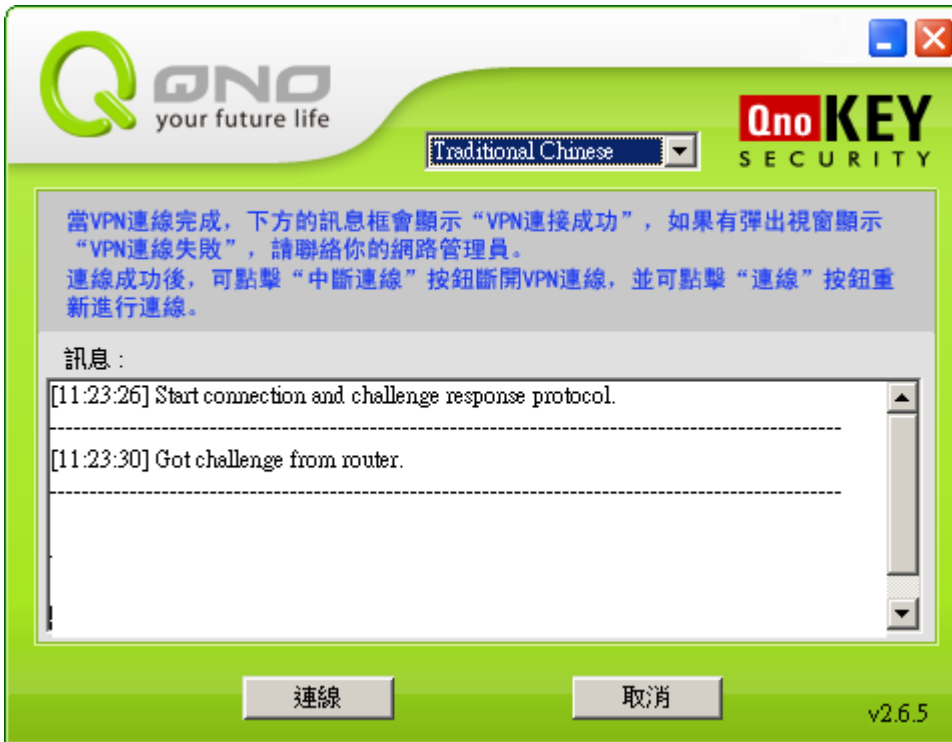 QNO
your future life
Qno KEY
SECURITY
Traditional Chinese
當VPN連線完成，下方的訊息框會顯示“VPN連接成功”，如果有彈出視窗顯示
“VPN連線失敗”，請聯絡你的網路管理員。
連線成功後，可點擊“中斷連線”按鈕斷開VPN連線，並可點擊“連線”按鈕重
新進行連線。
訊息：
[11:23:26] Start connection and challenge response protocol.
[11:23:30] Got challenge from router.
連線
取消
v2.6.5